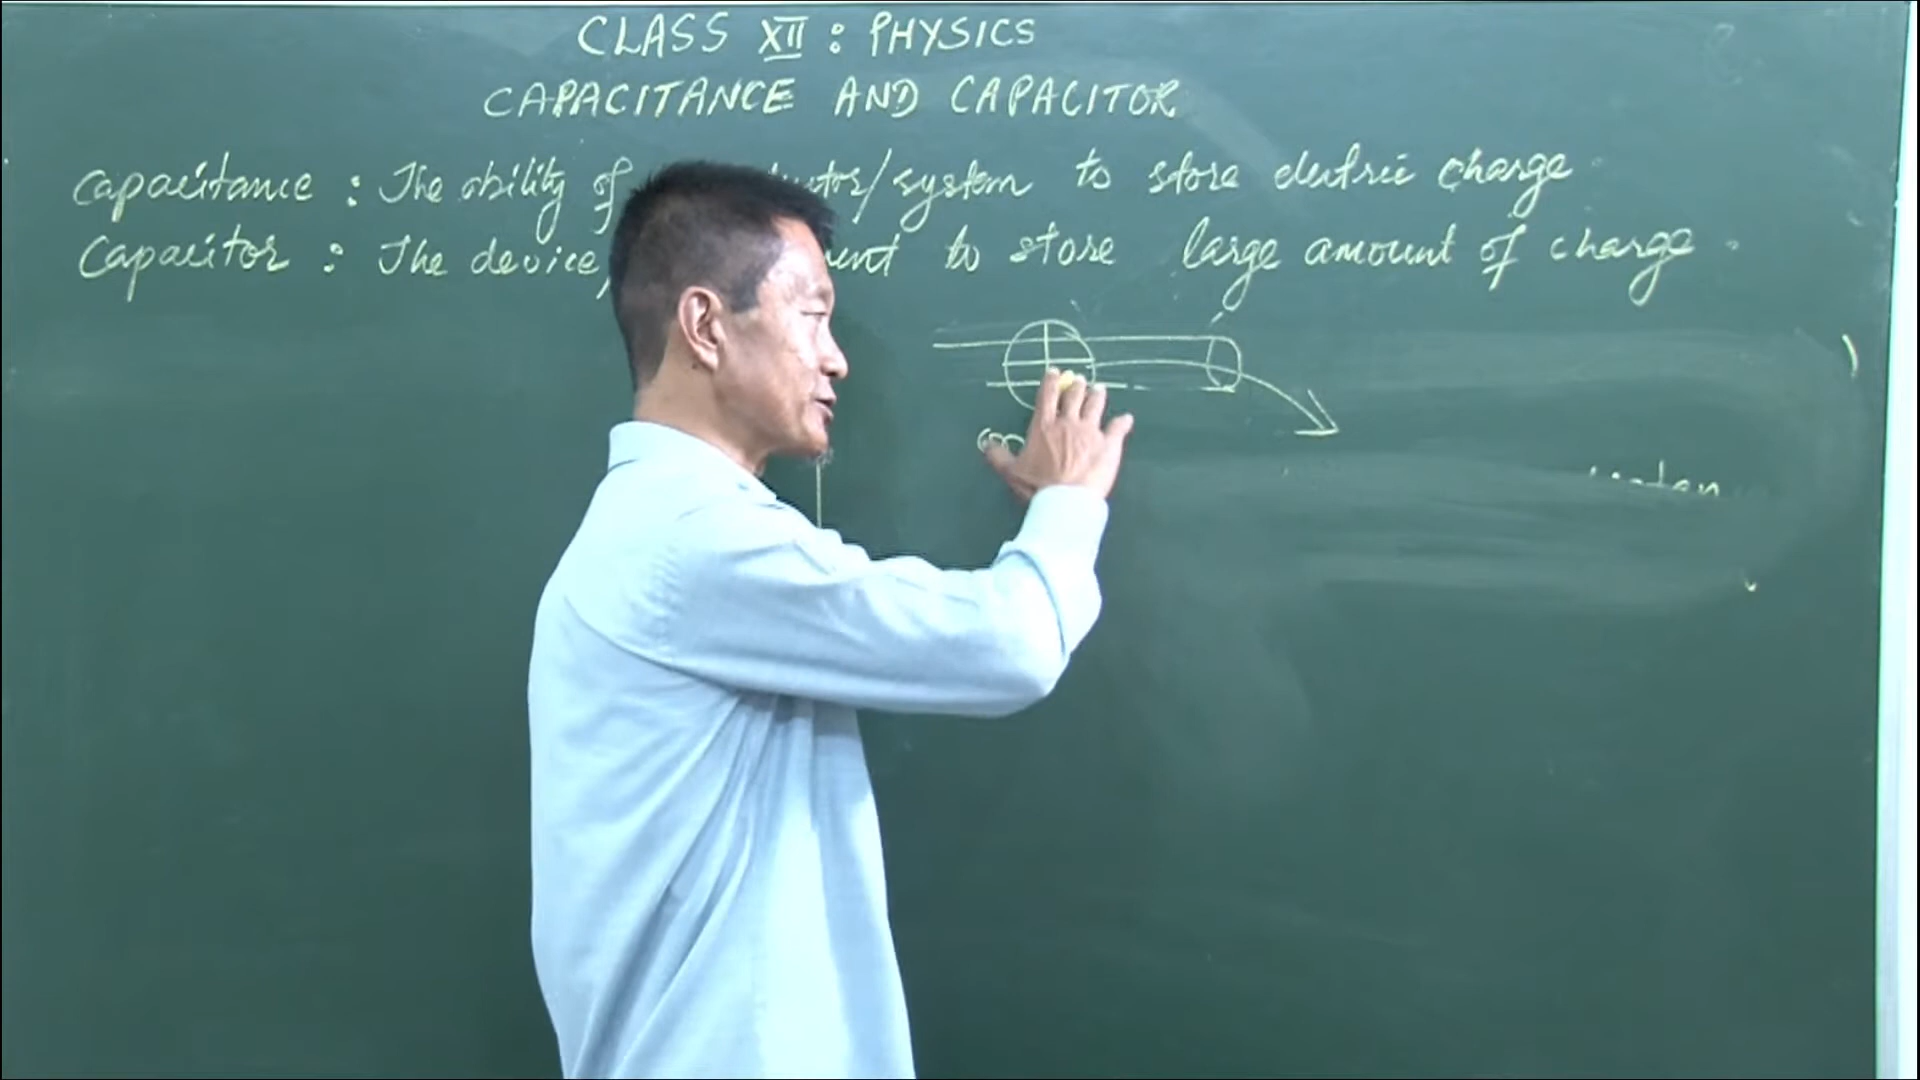 CLASS XII : PHYSICS
CAPACITANCE AND CAPACITOR
Capacitance : The ability of /system to store electric charge
Capacitor : The device, to store large amount of charge.